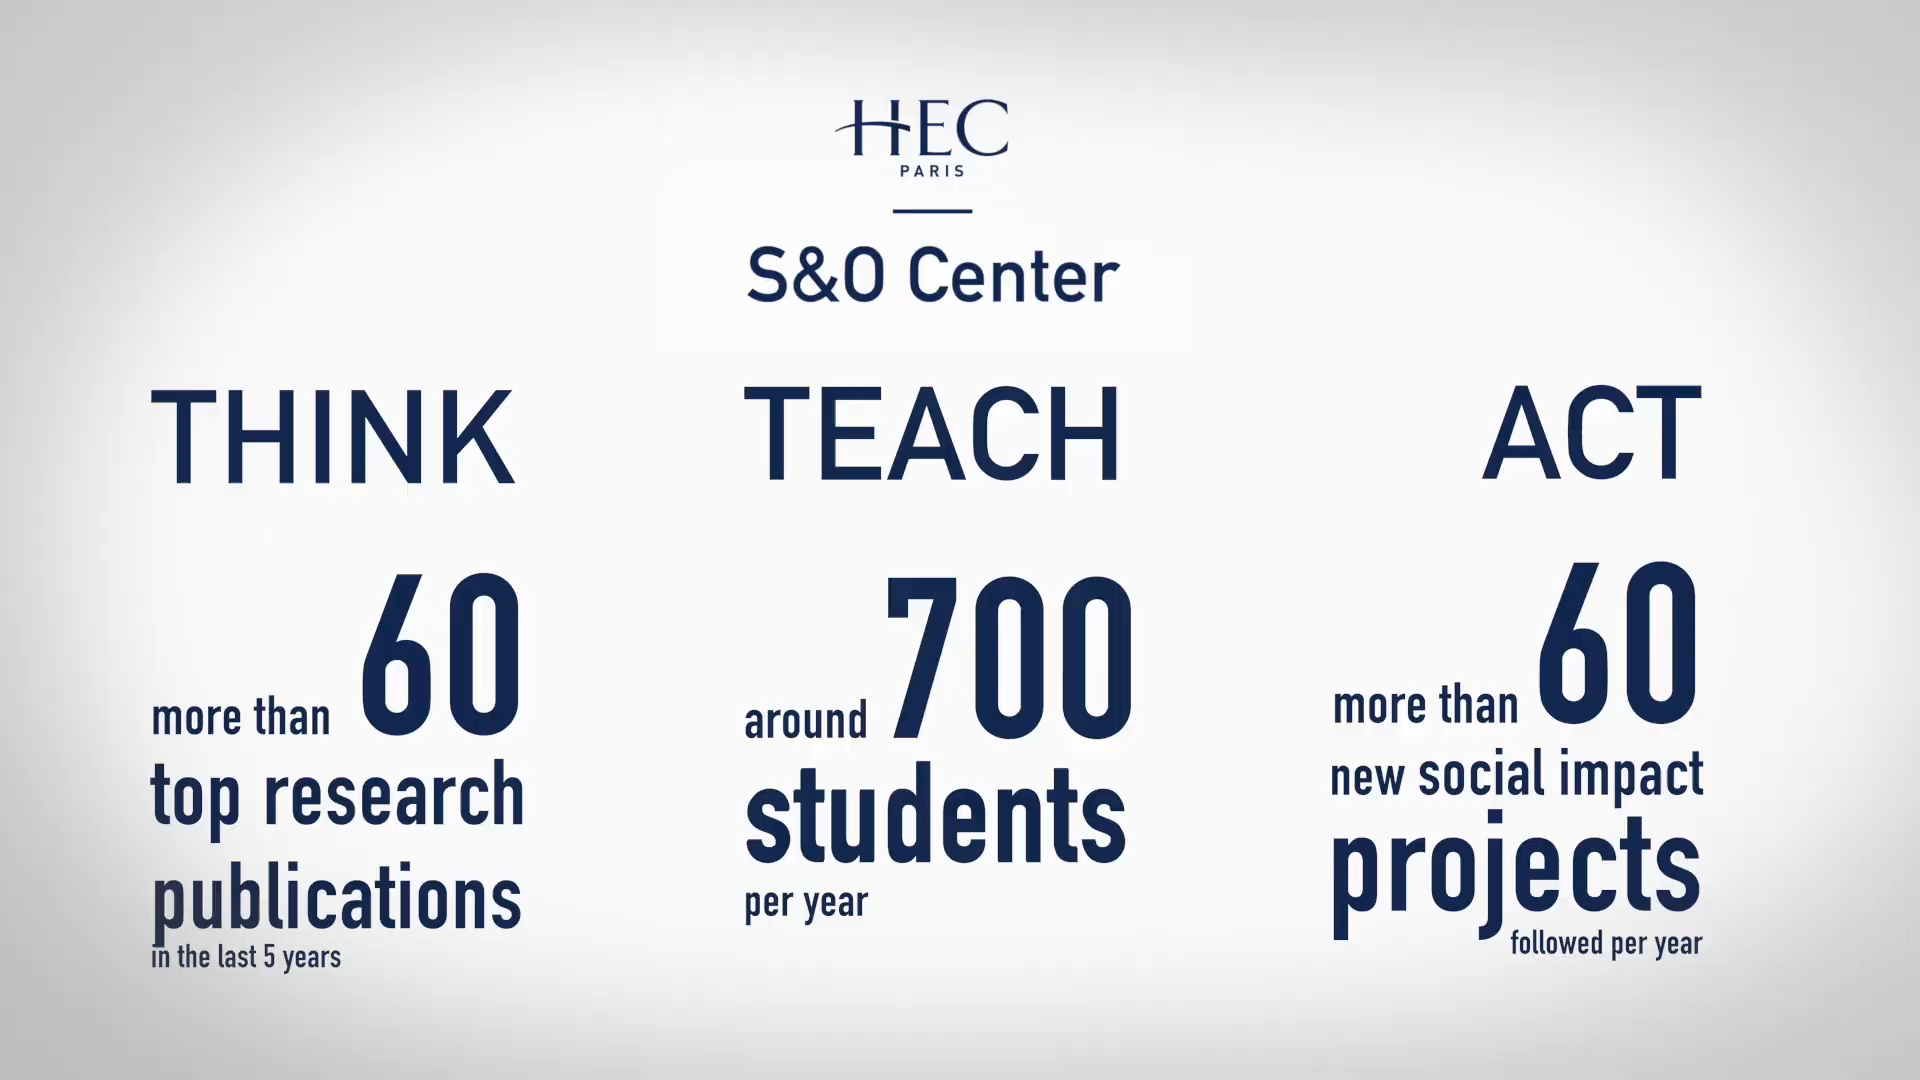 HEC
PARIS
S&O Center
THINK
more than 60
top research
publications
in the last 5 years
TEACH
around 700
students
per year
ACT
more than 60
new social impact
projects
followed per year